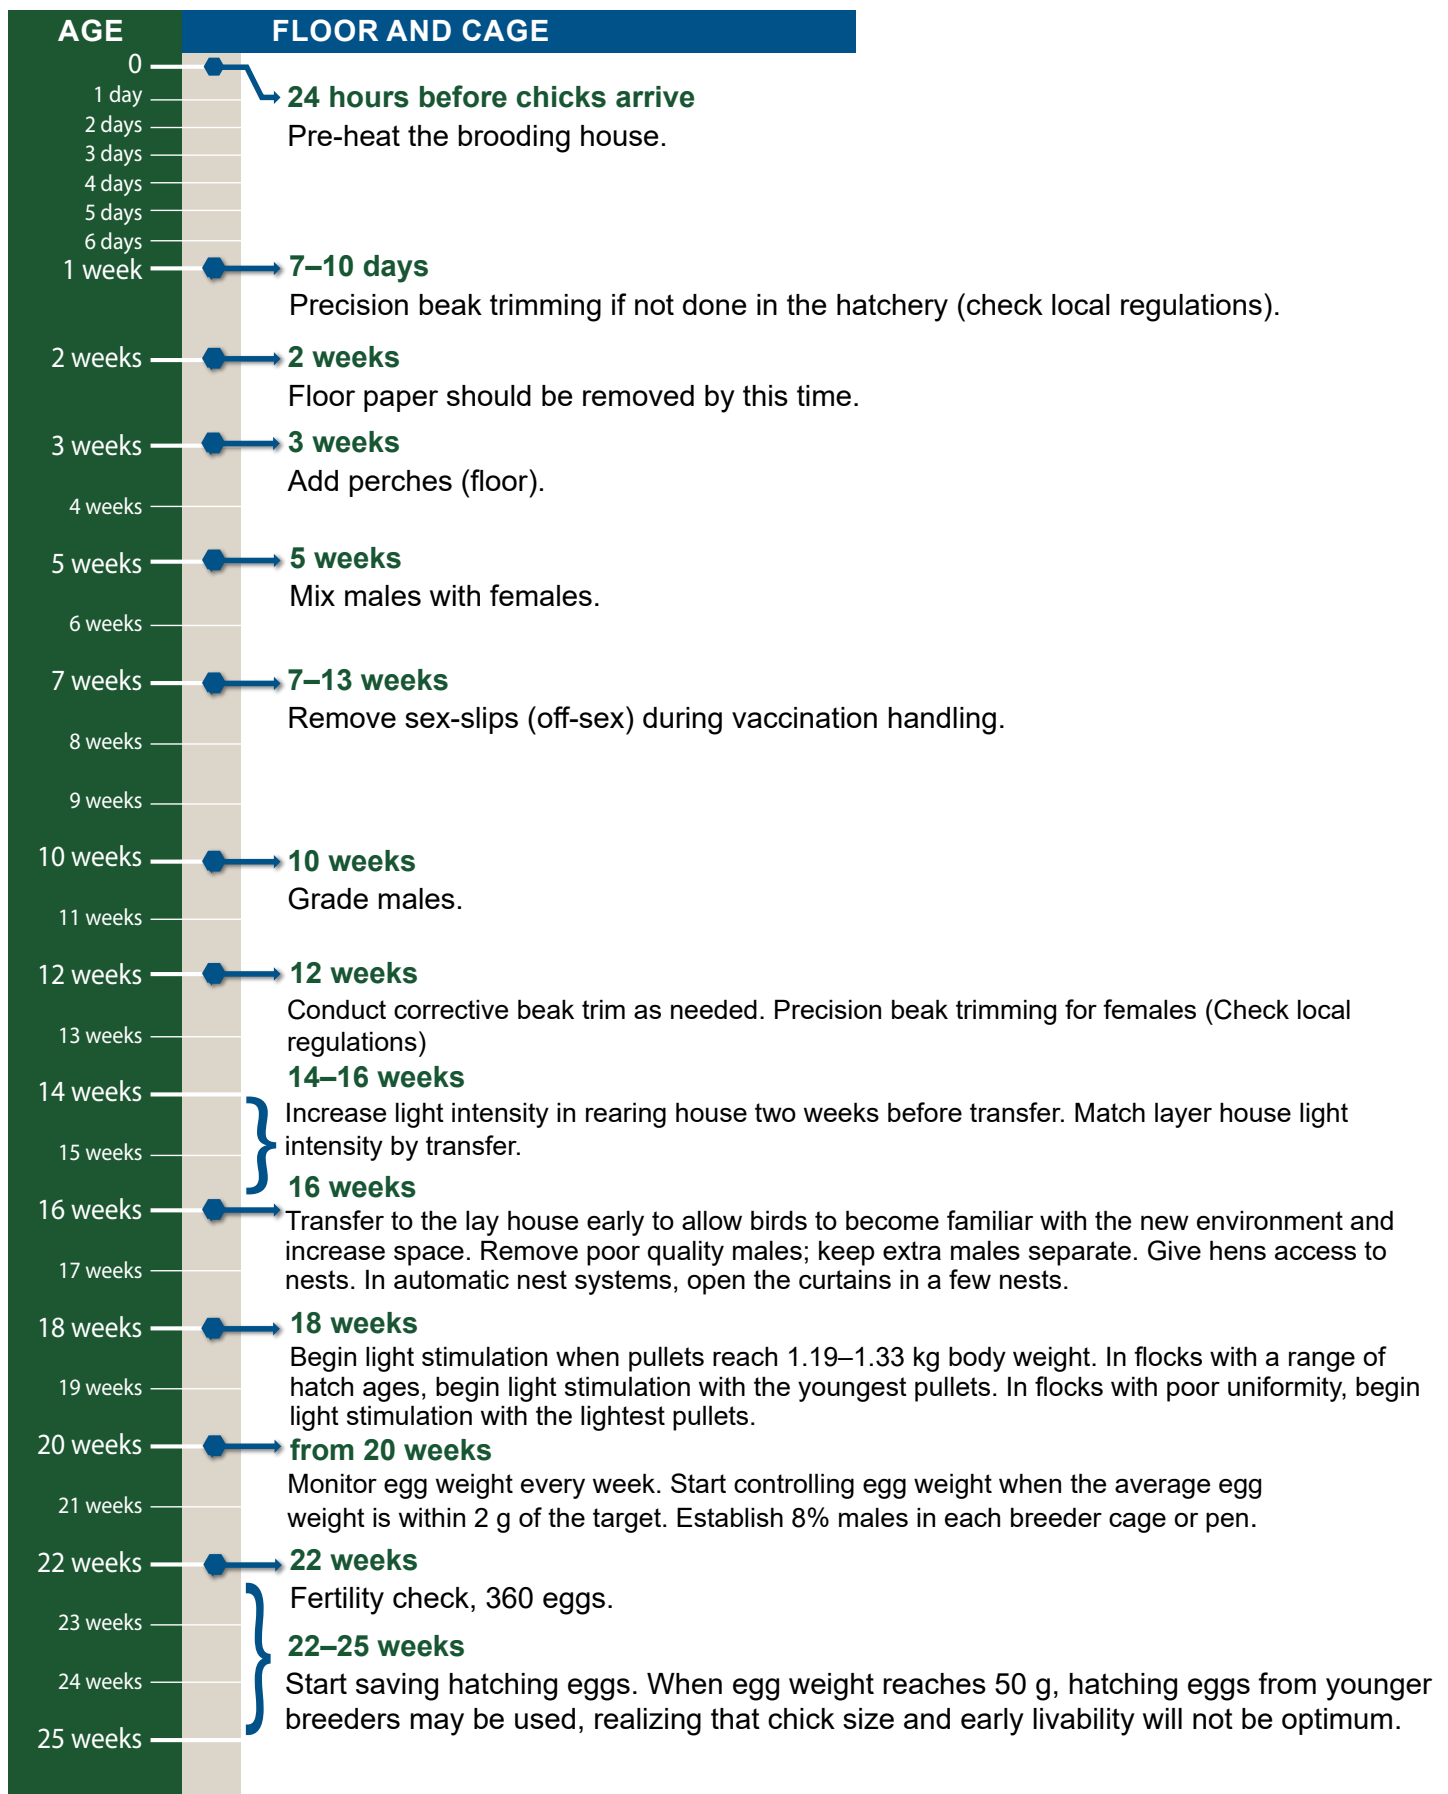 AGE
FLOOR AND CAGE
0
1 day
24 hours before chicks arrive
2 days
Pre-heat the brooding house.
3 days
4 days
5 days
6 days
1 week
7–10 days
Precision beak trimming if not done in the hatchery (check local regulations).
2 weeks
2 weeks
Floor paper should be removed by this time.
3 weeks
3 weeks
Add perches (floor).
4 weeks
5 weeks
5 weeks
Mix males with females.
6 weeks
7 weeks
7–13 weeks
Remove sex-slips (off-sex) during vaccination handling.
8 weeks
9 weeks
10 weeks
10 weeks
Grade males.
11 weeks
12 weeks
12 weeks
Conduct corrective beak trim as needed. Precision beak trimming for females (Check local
regulations)
13 weeks
14 weeks
14–16 weeks
Increase light intensity in rearing house two weeks before transfer. Match layer house light
intensity by transfer.
15 weeks
16 weeks
16 weeks
Transfer to the lay house early to allow birds to become familiar with the new environment and
increase space. Remove poor quality males; keep extra males separate. Give hens access to
nests. In automatic nest systems, open the curtains in a few nests.
17 weeks
18 weeks
18 weeks
Begin light stimulation when pullets reach 1.19–1.33 kg body weight. In flocks with a range of
hatch ages, begin light stimulation with the youngest pullets. In flocks with poor uniformity, begin
light stimulation with the lightest pullets.
19 weeks
20 weeks
from 20 weeks
Monitor egg weight every week. Start controlling egg weight when the average egg
weight is within 2 g of the target. Establish 8% males in each breeder cage or pen.
21 weeks
22 weeks
22 weeks
Fertility check, 360 eggs.
23 weeks
22–25 weeks
Start saving hatching eggs. When egg weight reaches 50 g, hatching eggs from younger
breeders may be used, realizing that chick size and early livability will not be optimum.
24 weeks
25 weeks